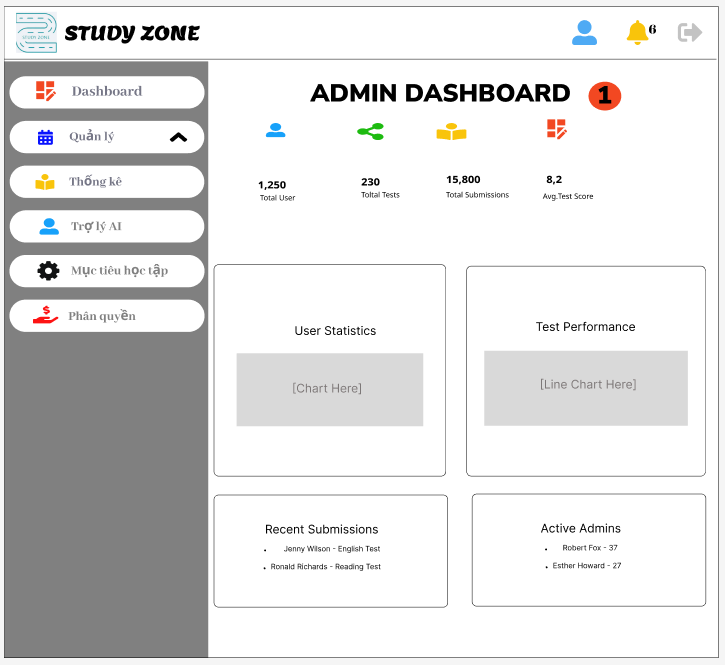 STUDY ZONE
STUDY ZONE
6
Dashboard
Quản lý
Thống kê
Trợ lý AI
Mục tiêu học tập
Phân quyền
ADMIN DASHBOARD
1
1,250
Total User
230
Toltal Tests
15,800
Total Submissions
8,2
Avg.Test Score
User Statistics
[Chart Here]
Test Performance
[Line Chart Here]
Recent Submissions
• Jenny Wilson - English Test
• Ronald Richards - Reading Test
Active Admins
• Robert Fox - 37
• Esther Howard - 27